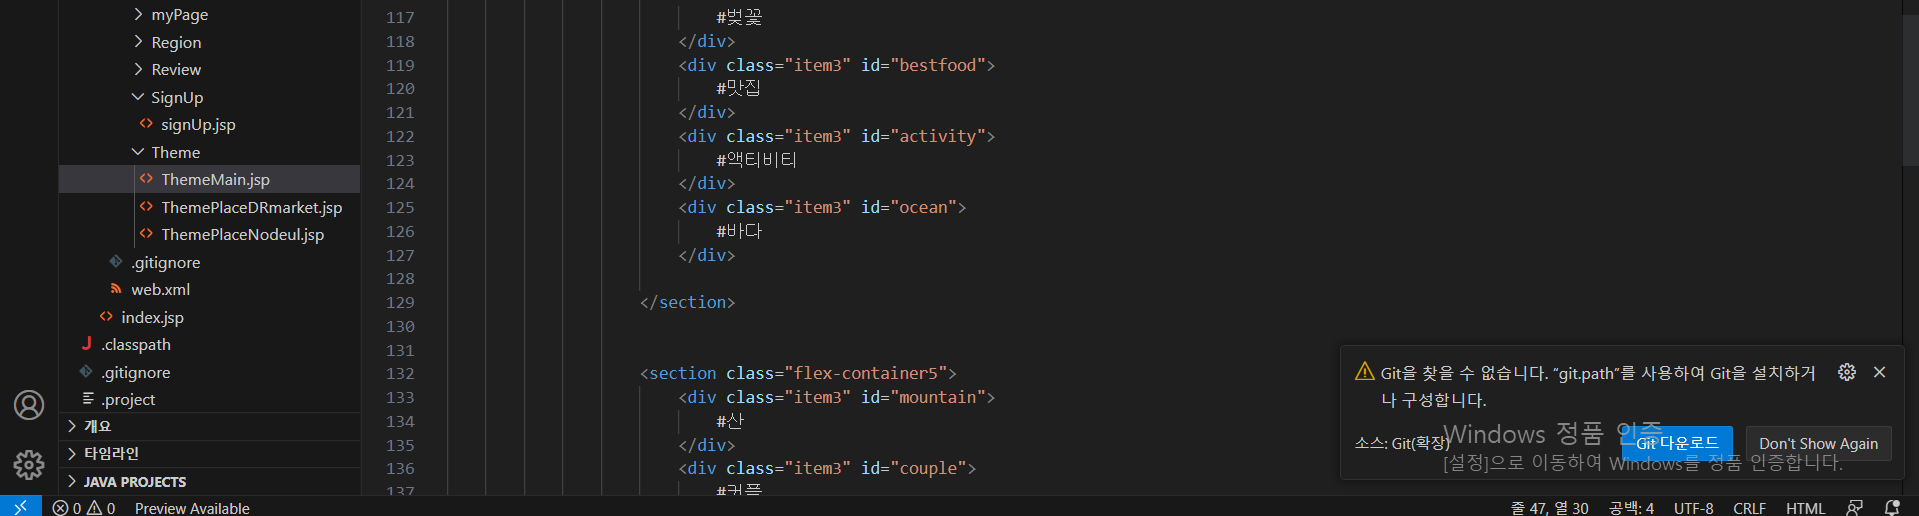 myPage
Region
Review
SignUp
signUp.jsp
Theme
ThemeMain.jsp
ThemePlaceDRmarket.jsp
ThemePlaceNodeul.jsp
.gitignore
web.xml
index.jsp
.classpath
.gitignore
.project
개요
타임라인
JAVA PROJECTS
117 #벚꽃
118 </div>
119 <div class="item3" id="bestfood">
120 #맛집
121 </div>
122 <div class="item3" id="activity">
123 #액티비티
124 </div>
125 <div class="item3" id="ocean">
126 #바다
127 </div>
128
129 </section>
130
131
132 <section class="flex-container5">
133 <div class="item3" id="mountain">
134 #산
135 </div>
136 <div class="item3" id="couple">
137 #커플
Git을 찾을 수 없습니다. "git.path"를 사용하여 Git을 설치하거
나 구성합니다.
소스: Git(확장)
Git 다운로드
Don't Show Again
Windows 정품 인증
[설정]으로 이동하여 Windows를 정품 인증합니다.
0 0 Preview Available
줄 47, 열 30 공백: 4 UTF-8 CRLF HTML